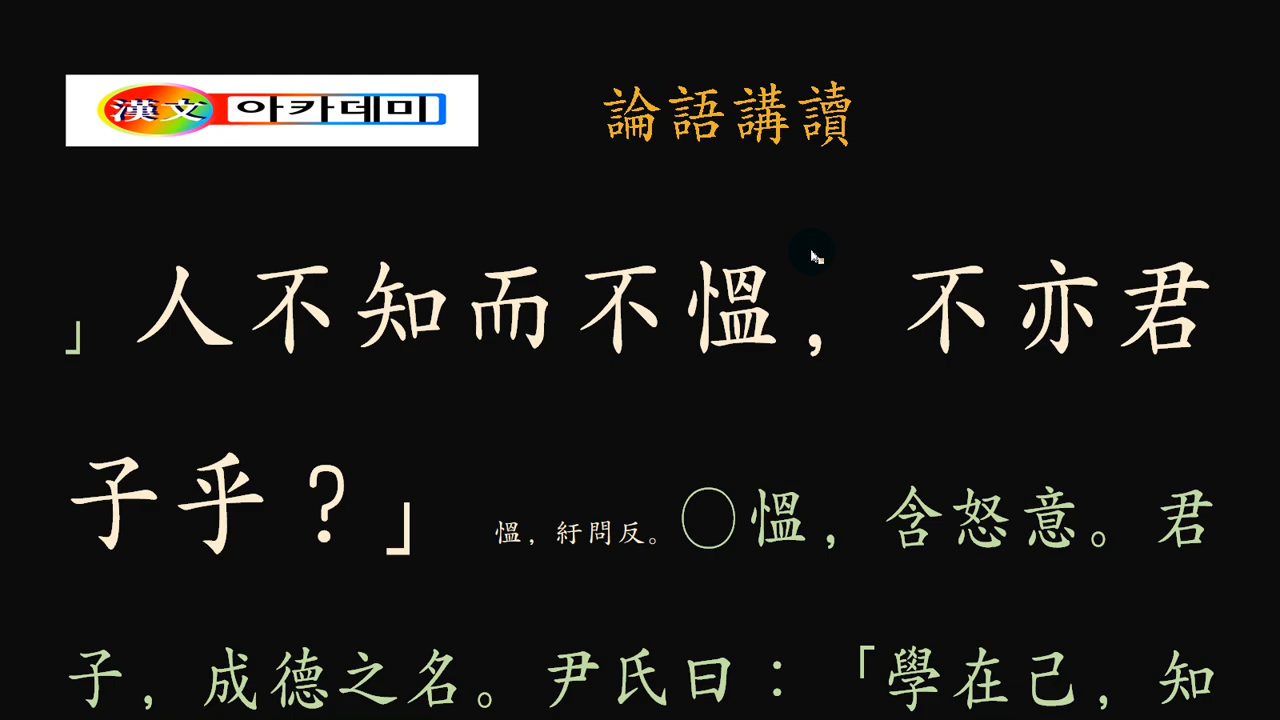 漢文 아카데미 論語講讀
」人不知而不慍，不亦君
子乎？」 慍，紆問反。〇慍，含怒意。君
子，成德之名。尹氏曰：「學在己，知